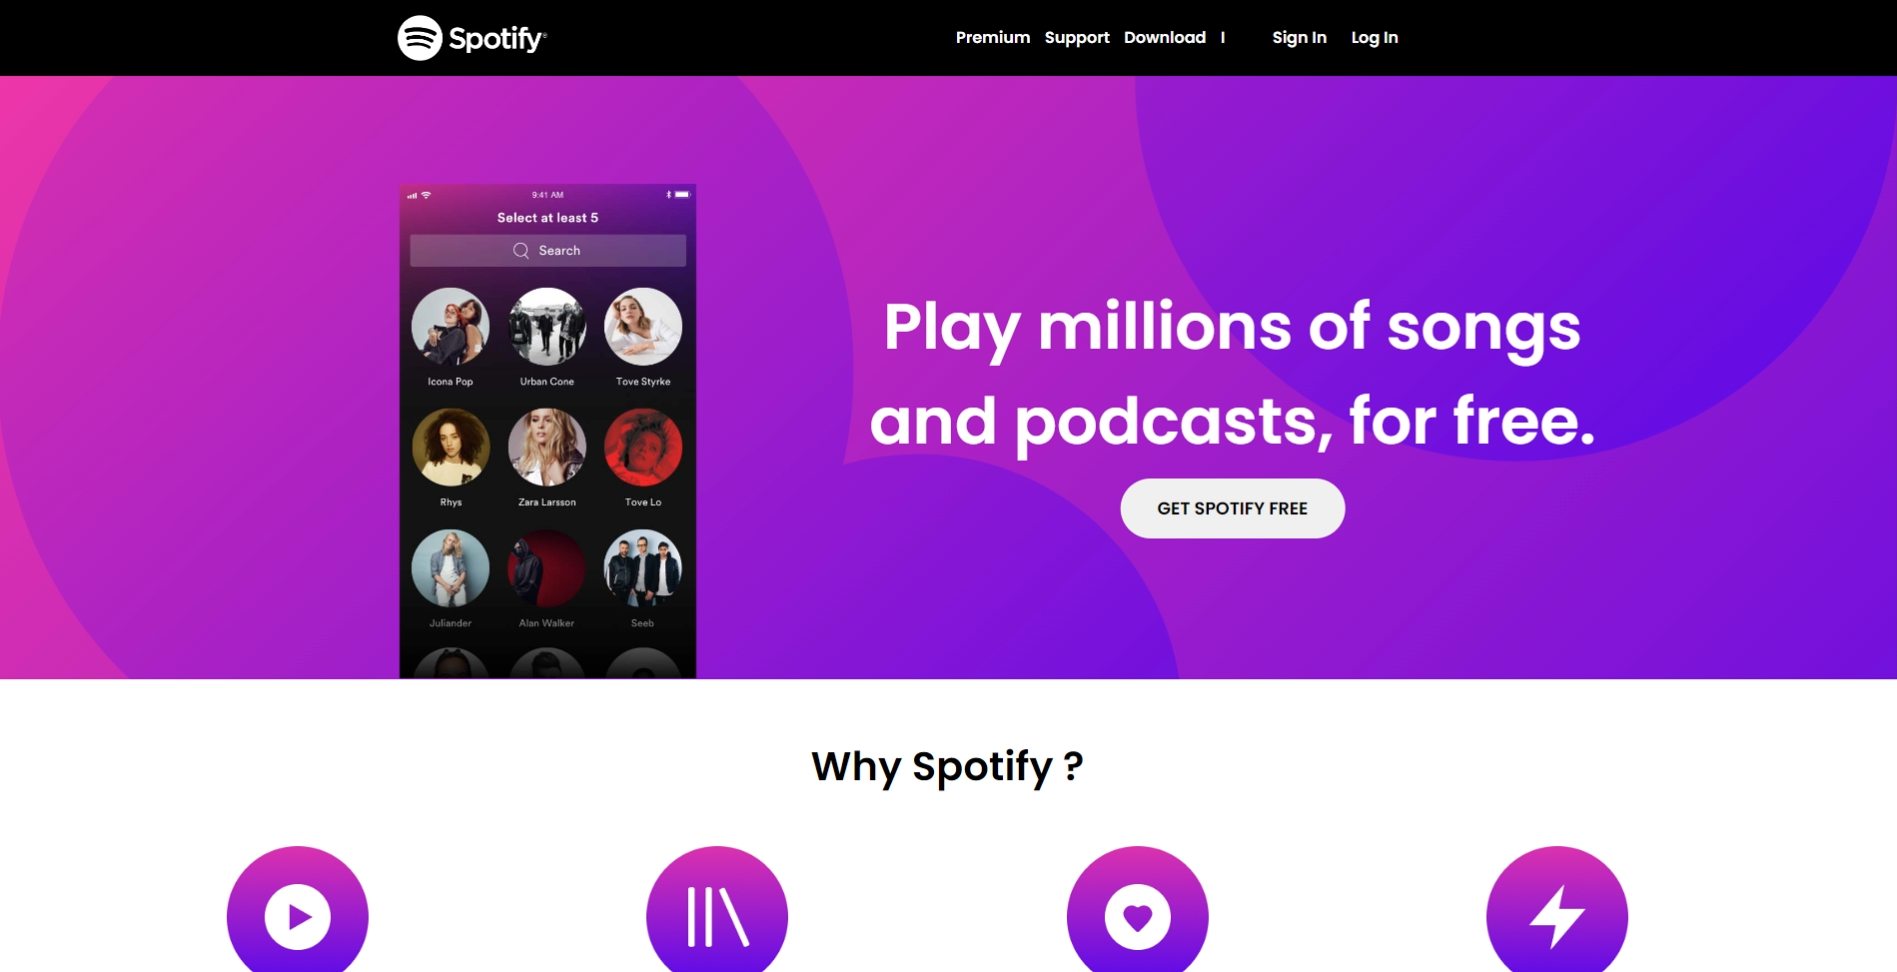 Spotify®
Premium Support Download I Sign In Log In
9:41 AM
Select at least 5
Search
Icona Pop Urban Cone Tove Styrke
Rhys Zara Larsson Tove Lo
Juliander Alan Walker Seeb
Play millions of songs
and podcasts, for free.
GET SPOTIFY FREE
Why Spotify ?